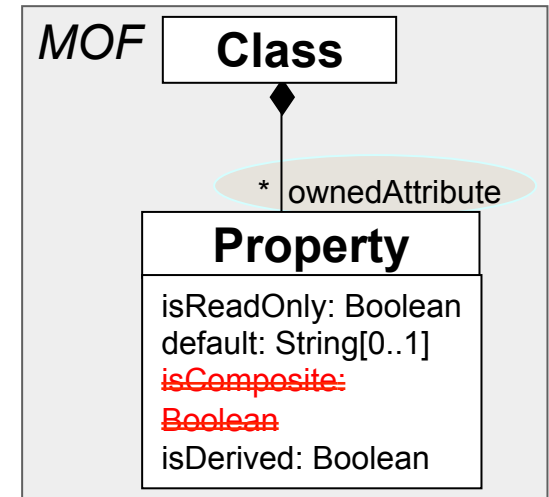 MOF
Class
* ownedAttribute
Property
isReadOnly: Boolean
default: String[0..1]
isComposite:
Boolean
isDerived: Boolean